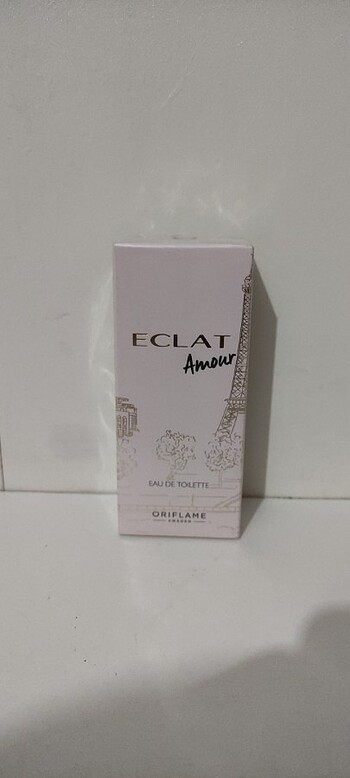 ECLAT
Amour
EAU DE TOILETTE
ORIFLAME
SWEDEN